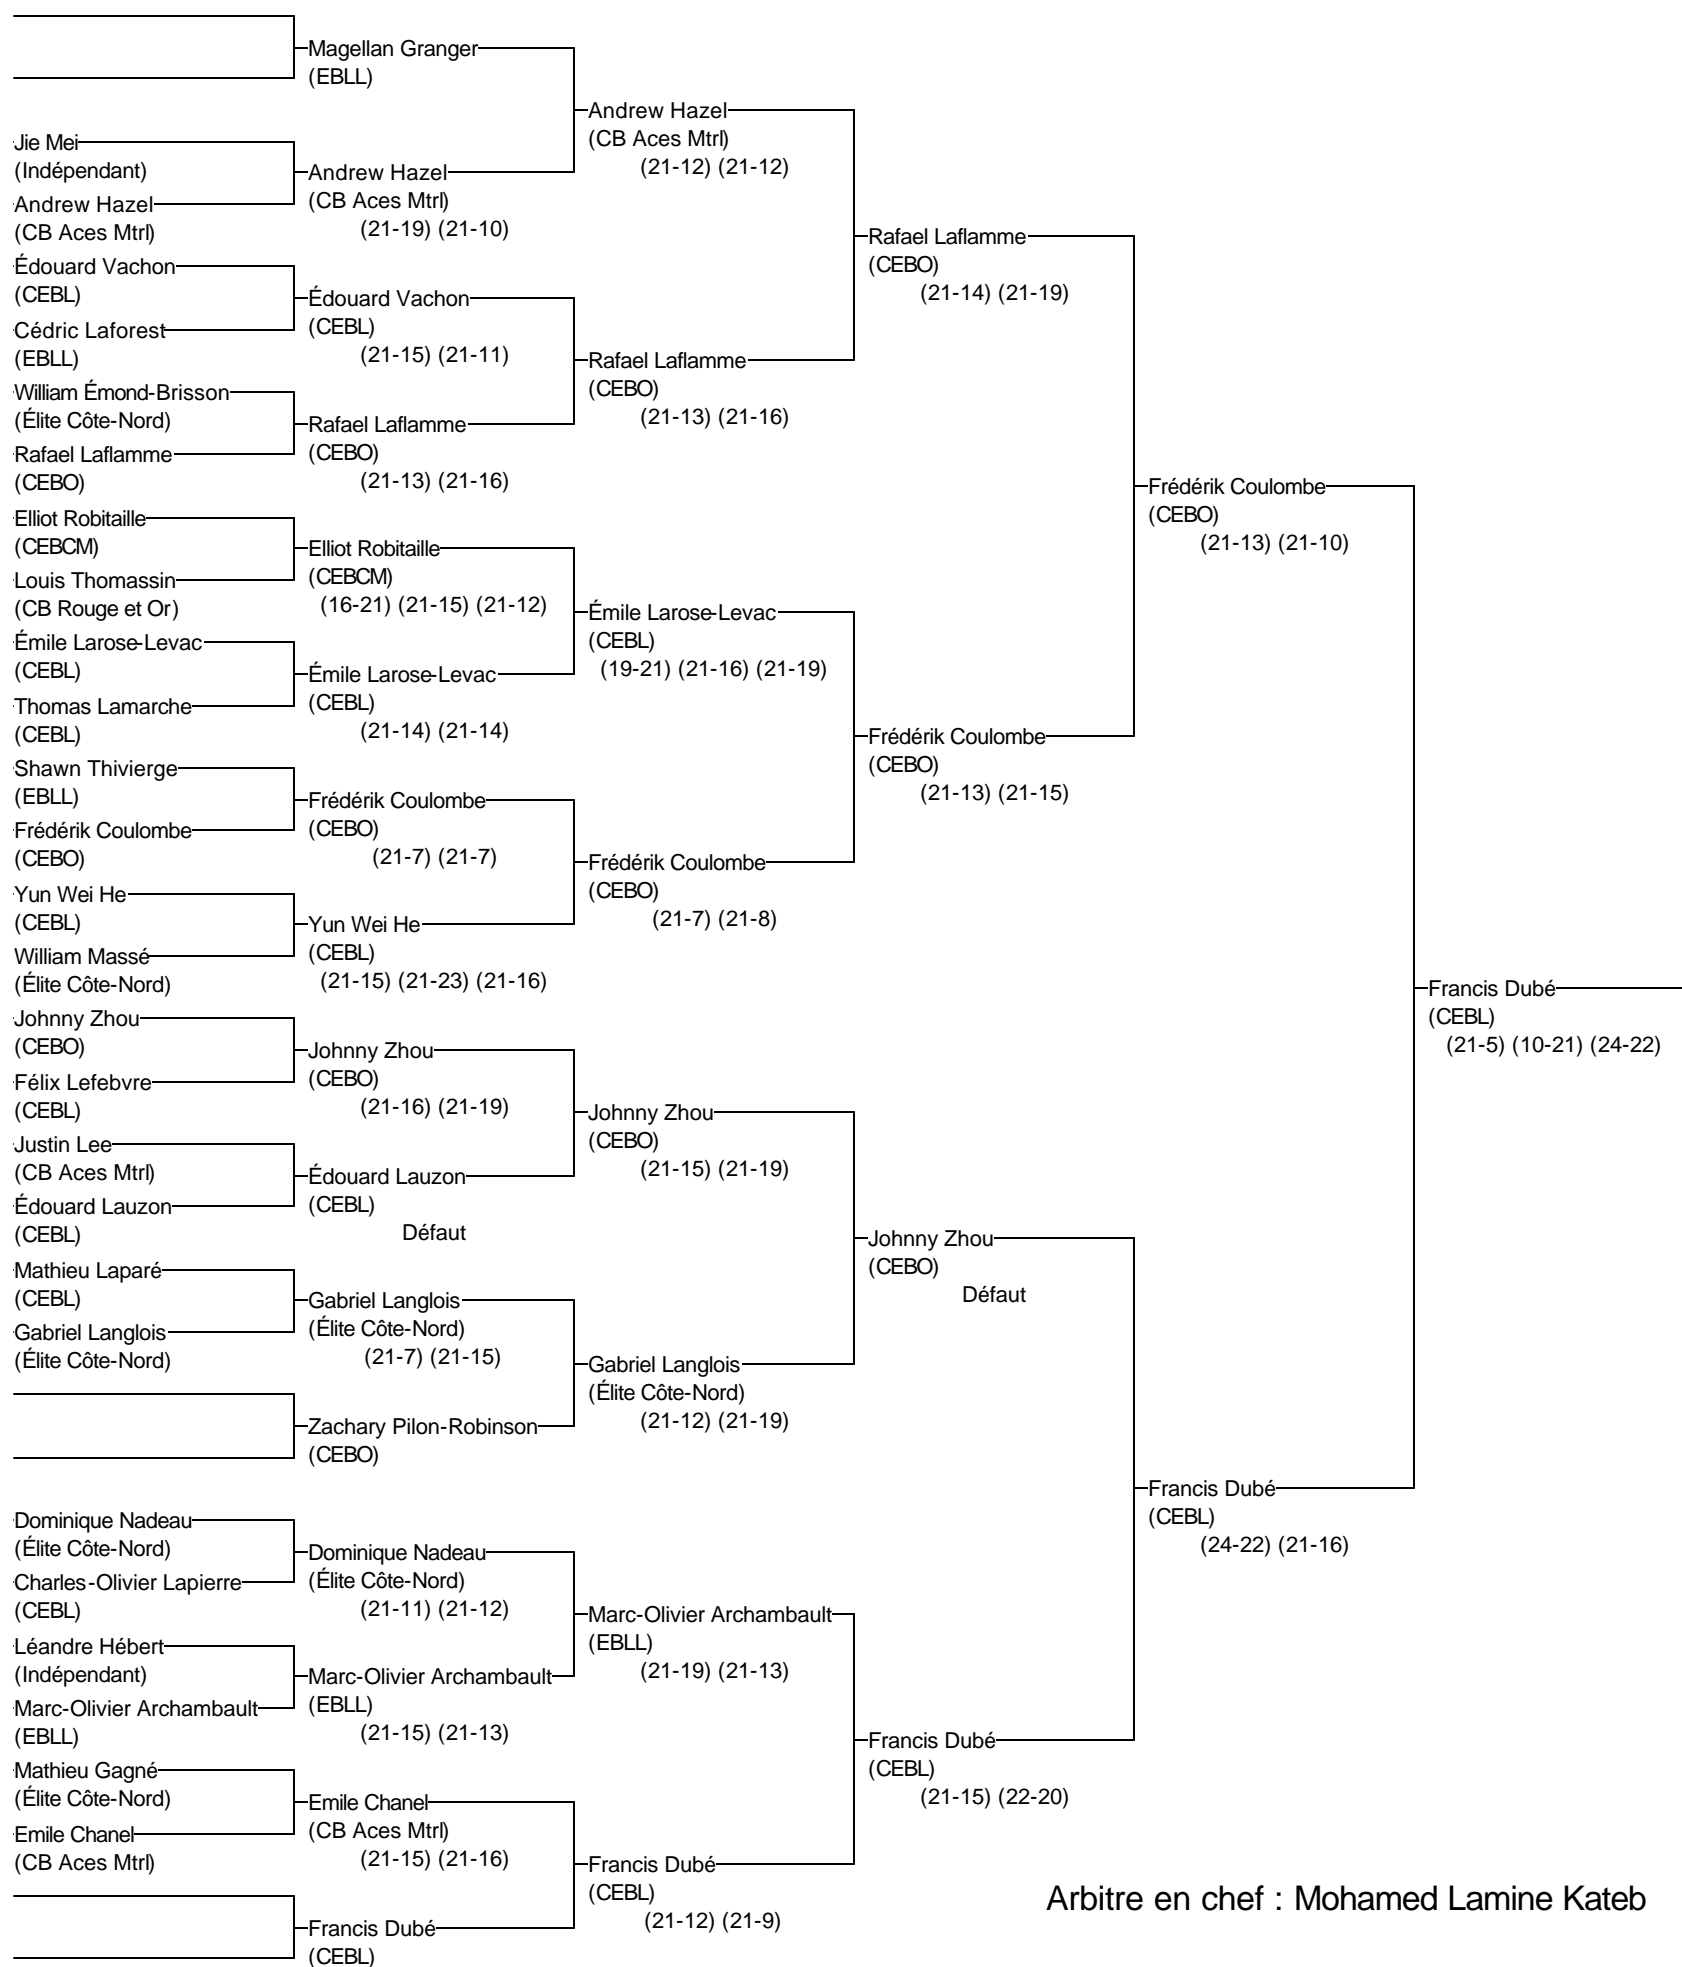 Magellan Granger
(EBLL)
Jie Mei
(Indépendant)
Andrew Hazel
(CB Aces Mtrl)
Édouard Vachon
(CEBL)
Cédric Laforest
(EBLL)
William Émond-Brisson
(Élite Côte-Nord)
Rafael Laflamme
(CEBO)
Elliot Robitaille
(CEBCM)
Louis Thomassin
(CB Rouge et Or)
Émile Larose-Levac
(CEBL)
Thomas Lamarche
(CEBL)
Shawn Thivierge
(EBLL)
Frédérik Coulombe
(CEBO)
Yun Wei He
(CEBL)
William Massé
(Élite Côte-Nord)
Johnny Zhou
(CEBO)
Félix Lefebvre
(CEBL)
Justin Lee
(CB Aces Mtrl)
Édouard Lauzon
(CEBL)
Mathieu Laparé
(CEBL)
Gabriel Langlois
(Élite Côte-Nord)
Dominique Nadeau
(Élite Côte-Nord)
Charles-Olivier Lapierre
(CEBL)
Léandre Hébert
(Indépendant)
Marc-Olivier Archambault
(EBLL)
Mathieu Gagné
(Élite Côte-Nord)
Emile Chanel
(CB Aces Mtrl)
Andrew Hazel
(CB Aces Mtrl)
(21-19) (21-10)
Édouard Vachon
(CEBL)
(21-15) (21-11)
Rafael Laflamme
(CEBO)
(21-13) (21-16)
Elliot Robitaille
(CEBCM)
(16-21) (21-15) (21-12)
Émile Larose-Levac
(CEBL)
(21-14) (21-14)
Frédérik Coulombe
(CEBO)
(21-7) (21-7)
Yun Wei He
(CEBL)
(21-15) (21-23) (21-16)
Johnny Zhou
(CEBO)
(21-16) (21-19)
Édouard Lauzon
(CEBL)
Défaut
Gabriel Langlois
(Élite Côte-Nord)
(21-7) (21-15)
Zachary Pilon-Robinson
(CEBO)
Dominique Nadeau
(Élite Côte-Nord)
(21-11) (21-12)
Marc-Olivier Archambault
(EBLL)
(21-15) (21-13)
Emile Chanel
(CB Aces Mtrl)
(21-15) (21-16)
Francis Dubé
(CEBL)
Andrew Hazel
(CB Aces Mtrl)
(21-12) (21-12)
Rafael Laflamme
(CEBO)
(21-13) (21-16)
Émile Larose-Levac
(CEBL)
(19-21) (21-16) (21-19)
Frédérik Coulombe
(CEBO)
(21-7) (21-8)
Johnny Zhou
(CEBO)
(21-15) (21-19)
Gabriel Langlois
(Élite Côte-Nord)
(21-12) (21-19)
Marc-Olivier Archambault
(EBLL)
(21-19) (21-13)
Francis Dubé
(CEBL)
(21-12) (21-9)
Rafael Laflamme
(CEBO)
(21-14) (21-19)
Frédérik Coulombe
(CEBO)
(21-13) (21-15)
Johnny Zhou
(CEBO)
Défaut
Francis Dubé
(CEBL)
(21-15) (22-20)
Frédérik Coulombe
(CEBO)
(21-13) (21-10)
Francis Dubé
(CEBL)
(24-22) (21-16)
Francis Dubé
(CEBL)
(21-5) (10-21) (24-22)
Arbitre en chef : Mohamed Lamine Kateb